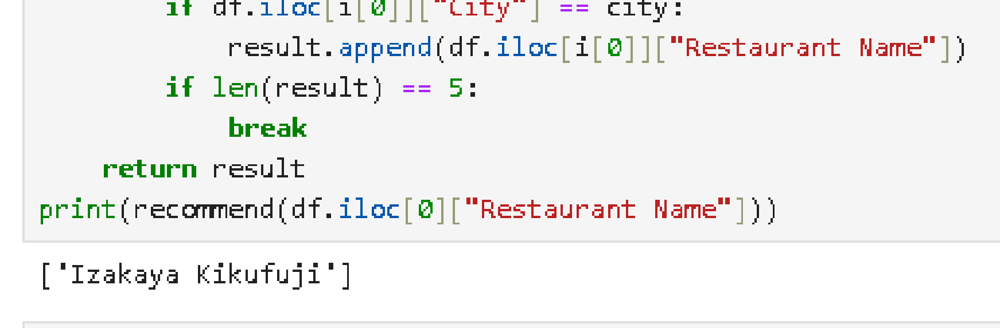 if df.iloc[i[0]]["City"] == city:
result.append(df.iloc[i[0]]["Restaurant Name"])
if len(result) == 5:
break
return result
print(recommend(df.iloc[0]["Restaurant Name"]))
['Izakaya Kikufuji']